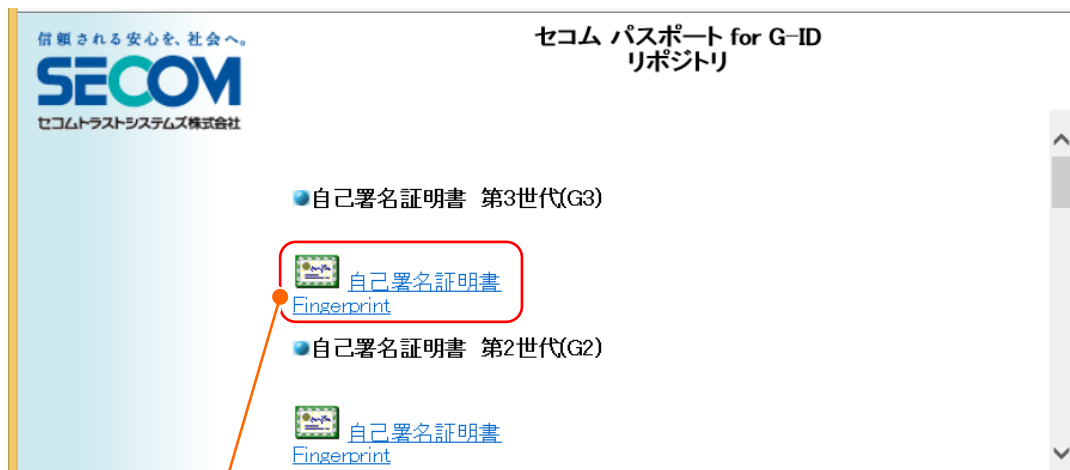 信頼される安心を、社会へ。
SECOM
セコムトラストシステムズ株式会社
セコム パスポート for G-ID
リポジトリ
自己署名証明書 第3世代(G3)
自己署名証明書
Fingerprint
自己署名証明書 第2世代(G2)
自己署名証明書
Fingerprint